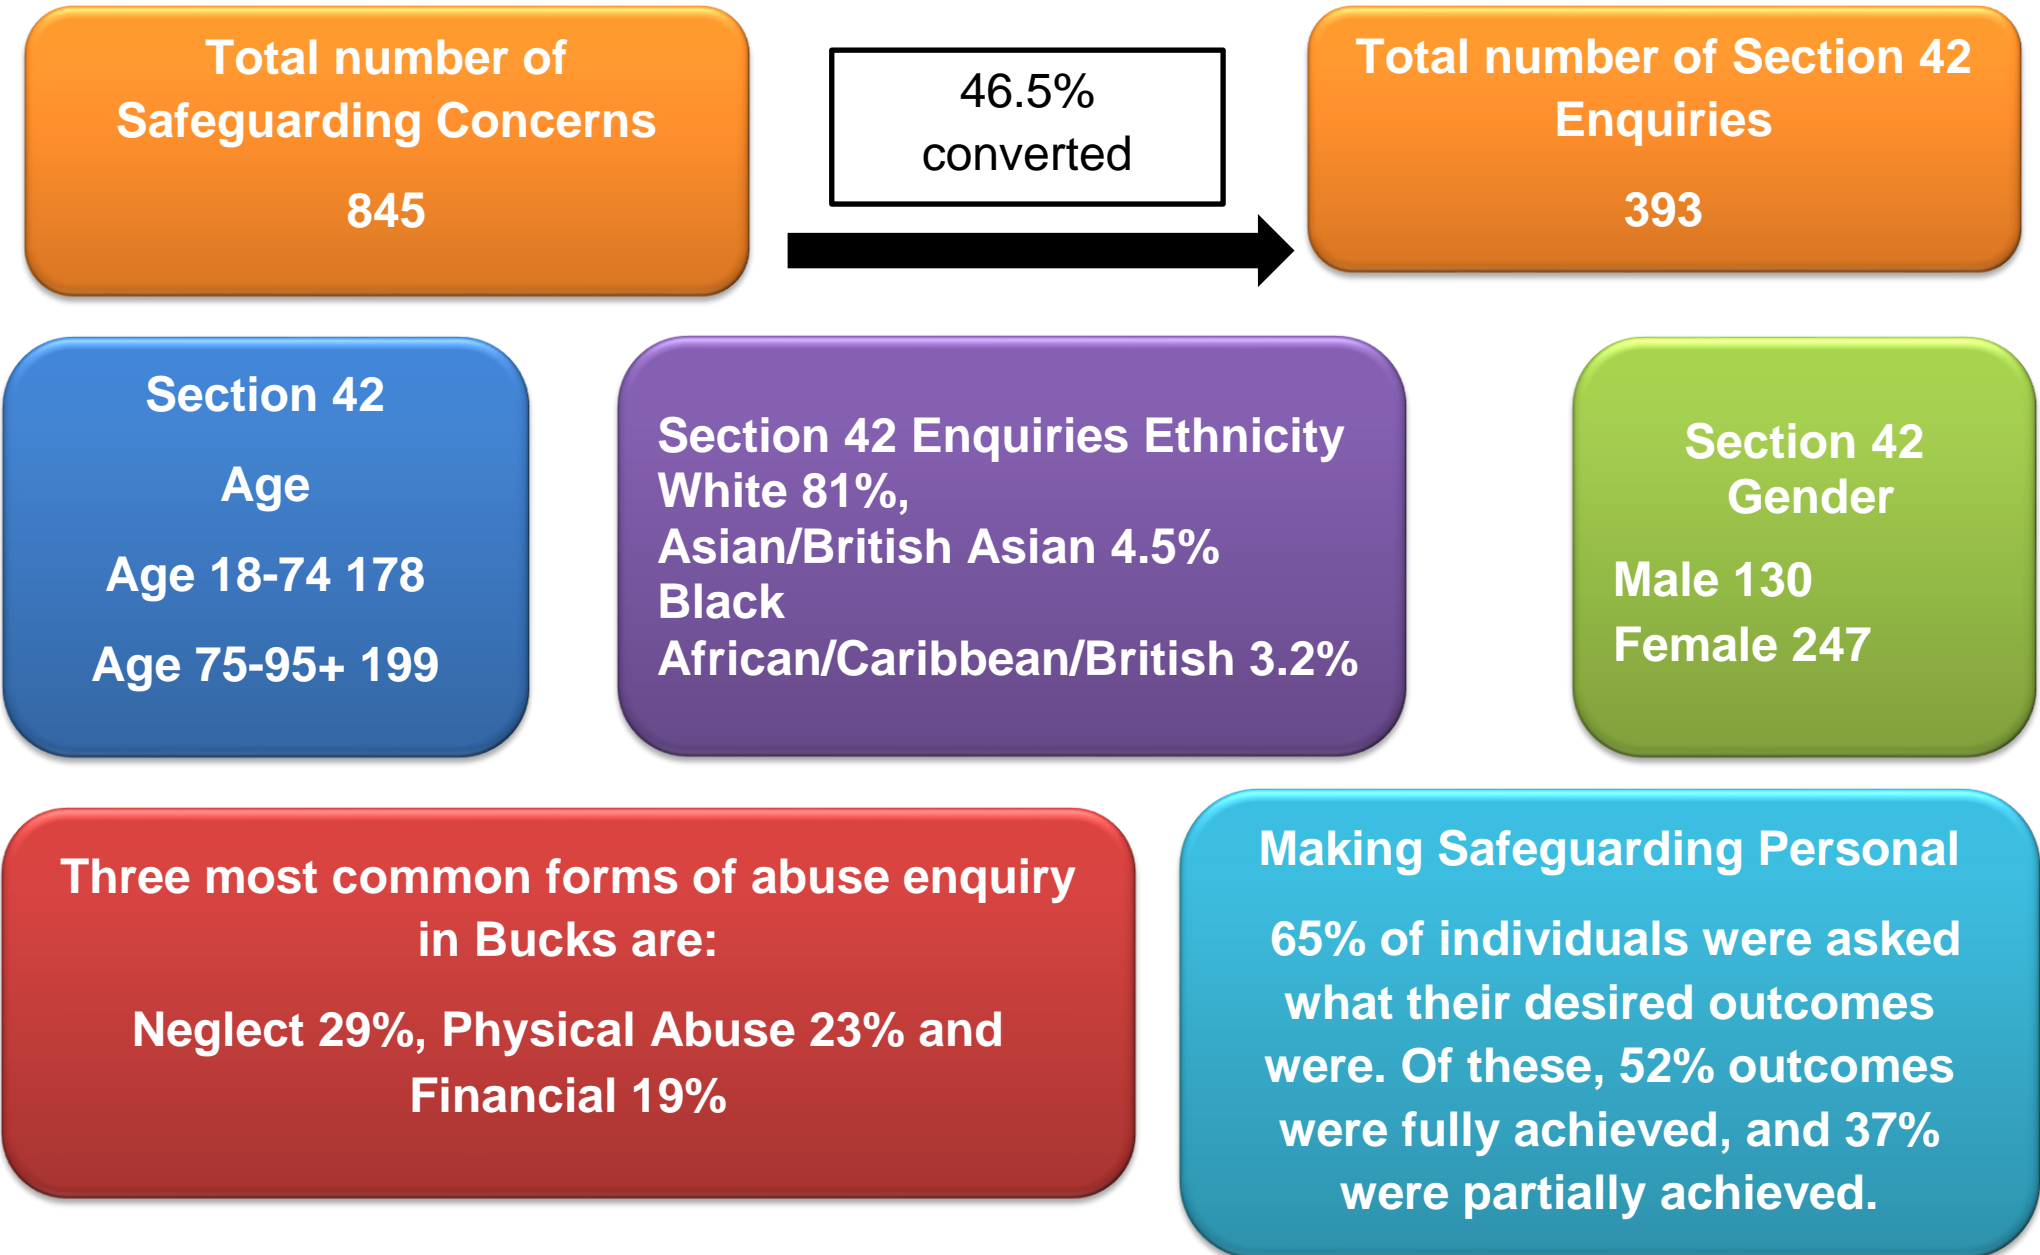 Total number of
Safeguarding Concerns
845
46.5%
converted
Total number of Section 42
Enquiries
393
Section 42
Age
Age 18-74 178
Age 75-95+ 199
Section 42 Enquiries Ethnicity
White 81%,
Asian/British Asian 4.5%
Black
African/Caribbean/British 3.2%
Section 42
Gender
Male 130
Female 247
Three most common forms of abuse enquiry
in Bucks are:
Neglect 29%, Physical Abuse 23% and
Financial 19%
Making Safeguarding Personal
65% of individuals were asked
what their desired outcomes
were. Of these, 52% outcomes
were fully achieved, and 37%
were partially achieved.